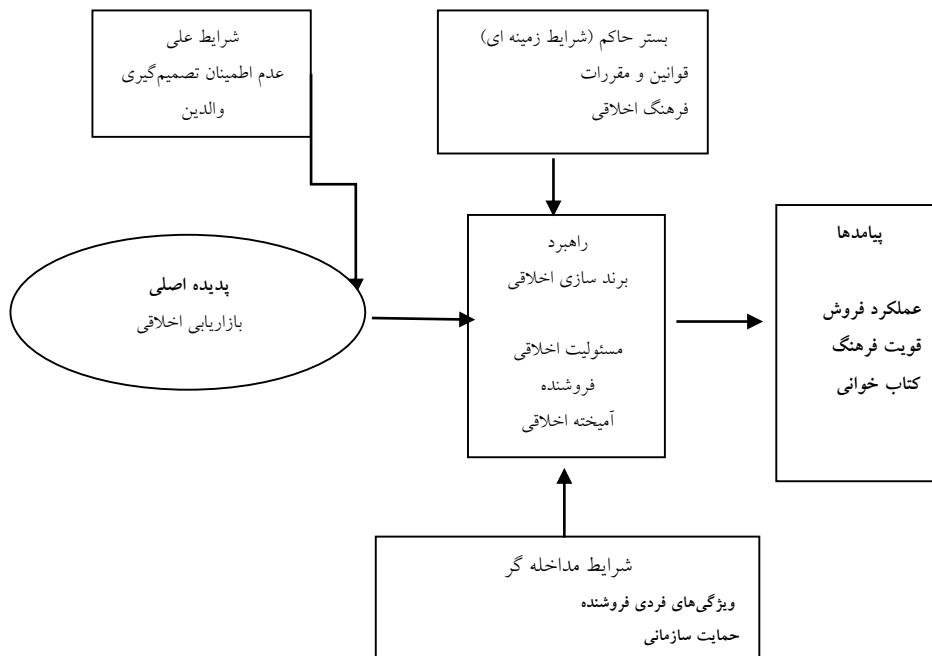 شرایط علی
عدم اطمینان تصمیم‌گیری
والدین
بستر حاکم (شرایط زمینه ای)
قوانین و مقررات
فرهنگ اخلاقی
پدیده اصلی
بازاریابی اخلاقی
راهبرد
برند سازی اخلاقی
مسئولیت اخلاقی
فروشنده
آمیخته اخلاقی
پیامدها
عملکرد فروش
قویت فرهنگ
کتاب خوانی
شرایط مداخله گر
ویژگی‌های فردی فروشنده
حمایت سازمانی